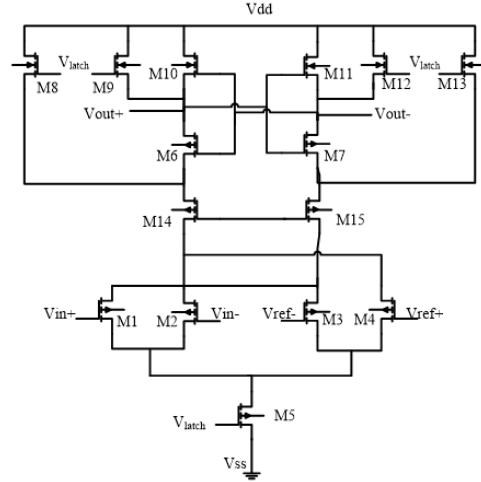 Vdd
Vlatch Vlatch
M8 M9 M10 M11 M12 M13
Vout+ Vout-
M6 M7
M14 M15
Vin+ M1 M2 Vin- Vref- M3 M4 Vref+
Vlatch M5
Vss